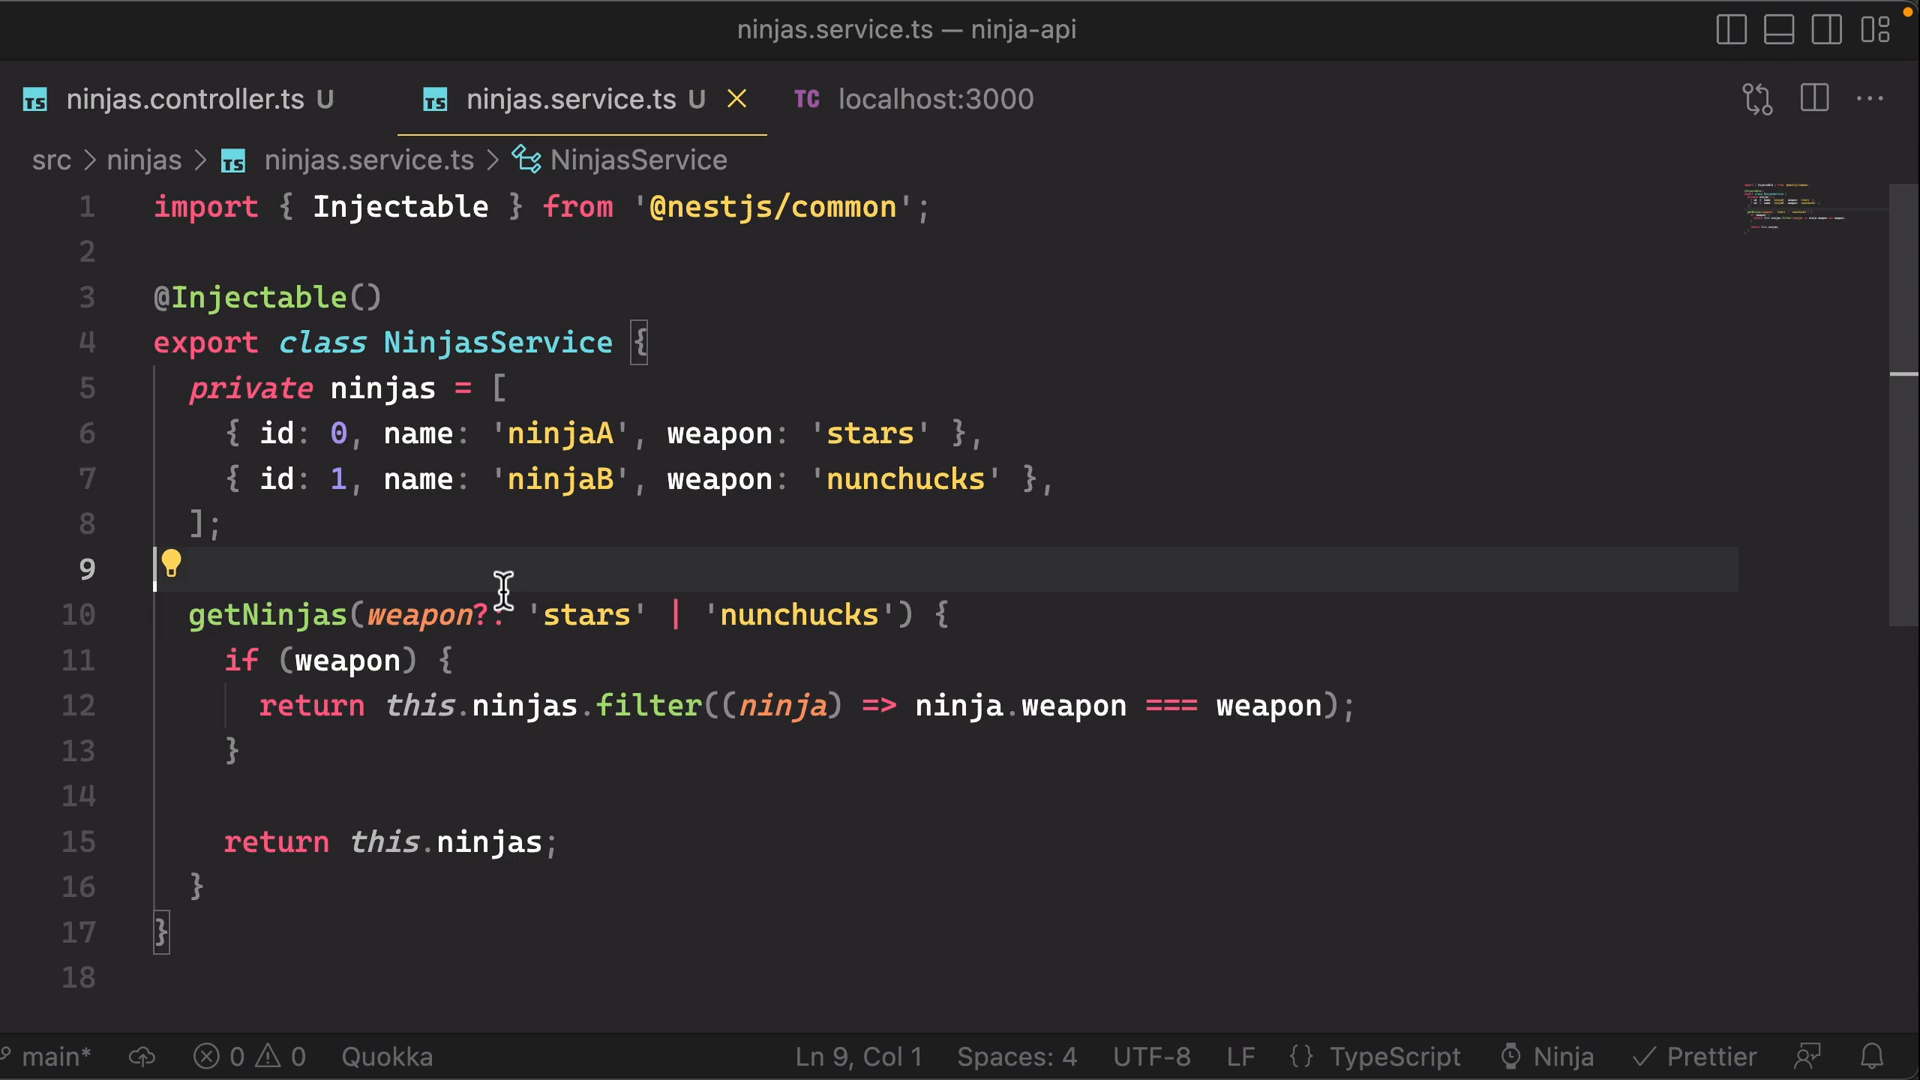 ninjas.service.ts — ninja-api
TS ninjas.controller.ts U TS ninjas.service.ts U TC localhost:3000
src > ninjas > TS ninjas.service.ts > NinjasService
1 import { Injectable } from '@nestjs/common';
2
3 @Injectable()
4 export class NinjasService {
5 private ninjas = [
6 { id: 0, name: 'ninjaA', weapon: 'stars' },
7 { id: 1, name: 'ninjaB', weapon: 'nunchucks' },
8 ];
9
10 getNinjas(weapon?: 'stars' | 'nunchucks') {
11 if (weapon) {
12 return this.ninjas.filter((ninja) => ninja.weapon === weapon);
13 }
14
15 return this.ninjas;
16 }
17 }
18
main* 0 0 Quokka Ln 9, Col 1 Spaces: 4 UTF-8 LF {} TypeScript Ninja Prettier